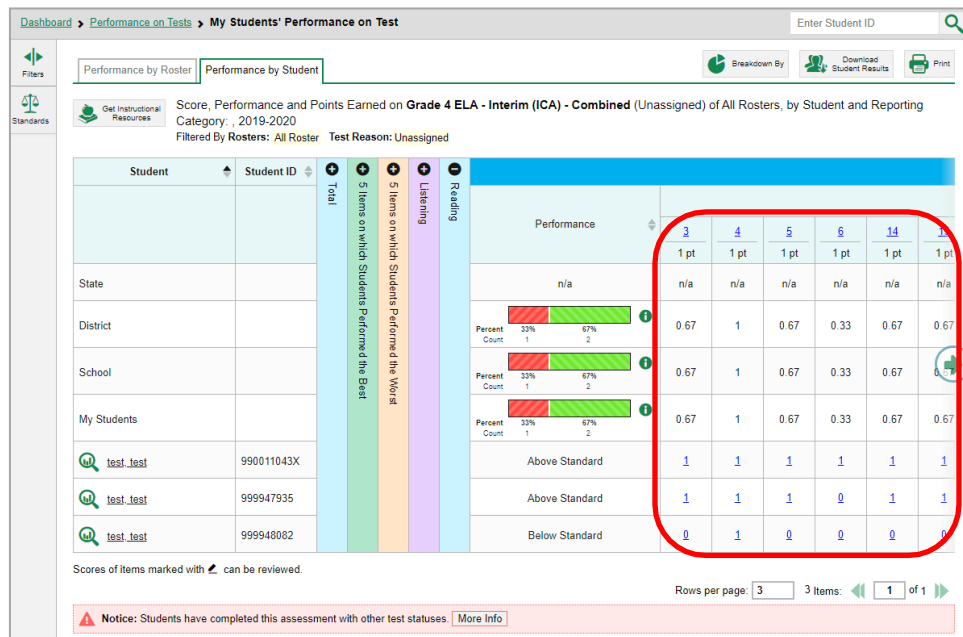 Dashboard > Performance on Tests > My Students' Performance on Test
Enter Student ID
Filters
Standards
Performance by Roster
Performance by Student
Breakdown By
Download Student Results
Print
Get Instructional Resources
Score, Performance and Points Earned on Grade 4 ELA - Interim (ICA) - Combined (Unassigned) of All Rosters, by Student and Reporting
Category: , 2019-2020
Filtered By Rosters: All Roster Test Reason: Unassigned
Student
Student ID
Total
5 Items on which Students Performed the Best
5 Items on which Students Performed the Worst
Listening
Reading
Performance
3 4 5 6 14
1 pt 1 pt 1 pt 1 pt 1 pt 1 pt
State n/a n/a n/a n/a n/a n/a n/a
District Percent 33% 67% Count 1 2 0.67 1 0.67 0.33 0.67 0.67
School Percent 33% 67% Count 1 2 0.67 1 0.67 0.33 0.67
My Students Percent 33% 67% Count 1 2 0.67 1 0.67 0.33 0.67 0.67
test, test 990011043X Above Standard 1 1 1 1 1 1
test, test 999947935 Above Standard 1 1 1 0 1 1
test, test 999948082 Below Standard 0 1 0 0 0 0
Scores of items marked with can be reviewed.
Rows per page: 3 3 Items: 1 of 1
Notice: Students have completed this assessment with other test statuses. More Info